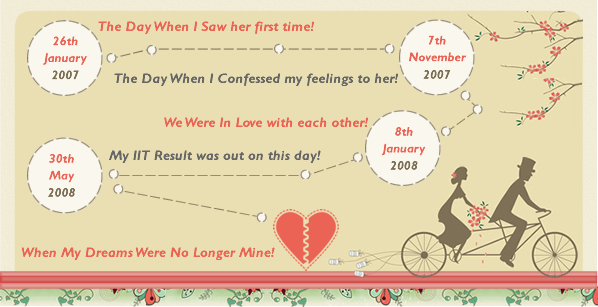 The Day When I Saw her first time!
26th
January
2007
7th
November
2007
The Day When I Confessed my feelings to her!
We Were In Love with each other!
8th
January
2008
My IIT Result was out on this day!
30th
May
2008
When My Dreams Were No Longer Mine!